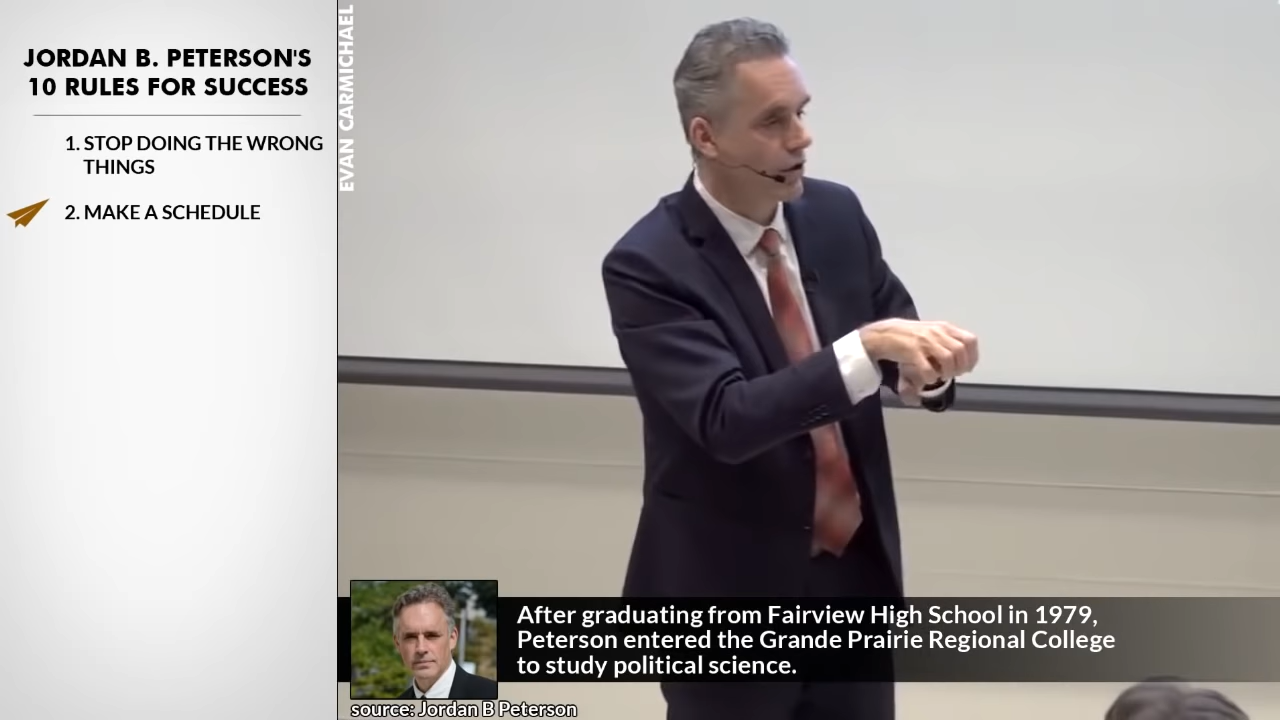 JORDAN B. PETERSON'S
10 RULES FOR SUCCESS
1. STOP DOING THE WRONG
THINGS
2. MAKE A SCHEDULE
EVAN CARMICHAEL
After graduating from Fairview High School in 1979,
Peterson entered the Grande Prairie Regional College
to study political science.
source: Jordan B Peterson